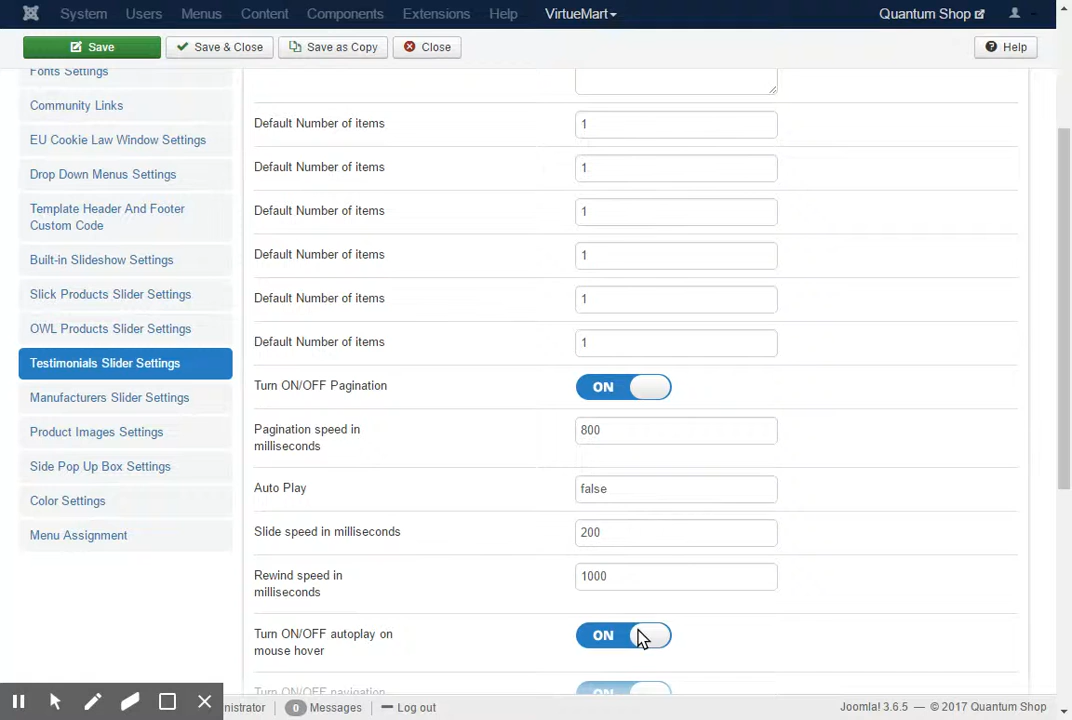 System Users Menus Content Components Extensions Help VirtueMart Quantum Shop
Save Save & Close Save as Copy Close Help
Fonts Settings
Community Links
EU Cookie Law Window Settings
Drop Down Menus Settings
Template Header And Footer
Custom Code
Built-in Slideshow Settings
Slick Products Slider Settings
OWL Products Slider Settings
Testimonials Slider Settings
Manufacturers Slider Settings
Product Images Settings
Side Pop Up Box Settings
Color Settings
Menu Assignment
Default Number of items 1
Default Number of items 1
Default Number of items 1
Default Number of items 1
Default Number of items 1
Default Number of items 1
Turn ON/OFF Pagination ON
Pagination speed in
milliseconds 800
Auto Play false
Slide speed in milliseconds 200
Rewind speed in
milliseconds 1000
Turn ON/OFF autoplay on
mouse hover ON
Turn ON/OFF navigation ON
nistrator 0 Messages Log out Joomla! 3.6.5 — © 2017 Quantum Shop